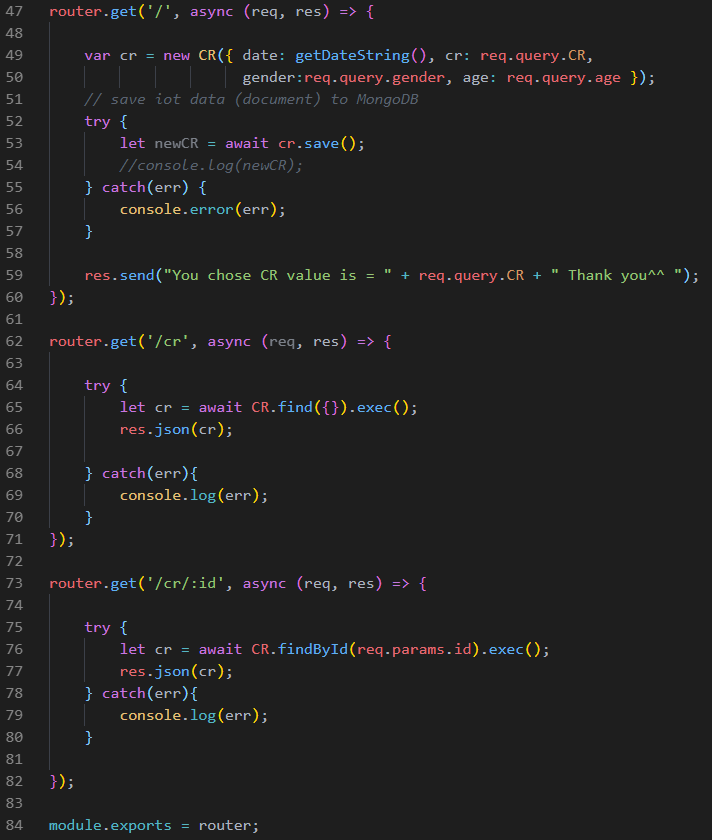 47 router.get('/', async (req, res) => {
48
49     var cr = new CR({ date: getDateString(), cr: req.query.CR,
50                       gender:req.query.gender, age: req.query.age });
51     // save iot data (document) to MongoDB
52     try {
53         let newCR = await cr.save();
54         //console.log(newCR);
55     } catch(err) {
56         console.error(err);
57     }
58
59     res.send("You chose CR value is = " + req.query.CR + " Thank you^^ ");
60 });
61
62 router.get('/cr', async (req, res) => {
63
64     try {
65         let cr = await CR.find({}).exec();
66         res.json(cr);
67
68     } catch(err){
69         console.log(err);
70     }
71 });
72
73 router.get('/cr/:id', async (req, res) => {
74
75     try {
76         let cr = await CR.findById(req.params.id).exec();
77         res.json(cr);
78     } catch(err){
79         console.log(err);
80     }
81
82 });
83
84 module.exports = router;